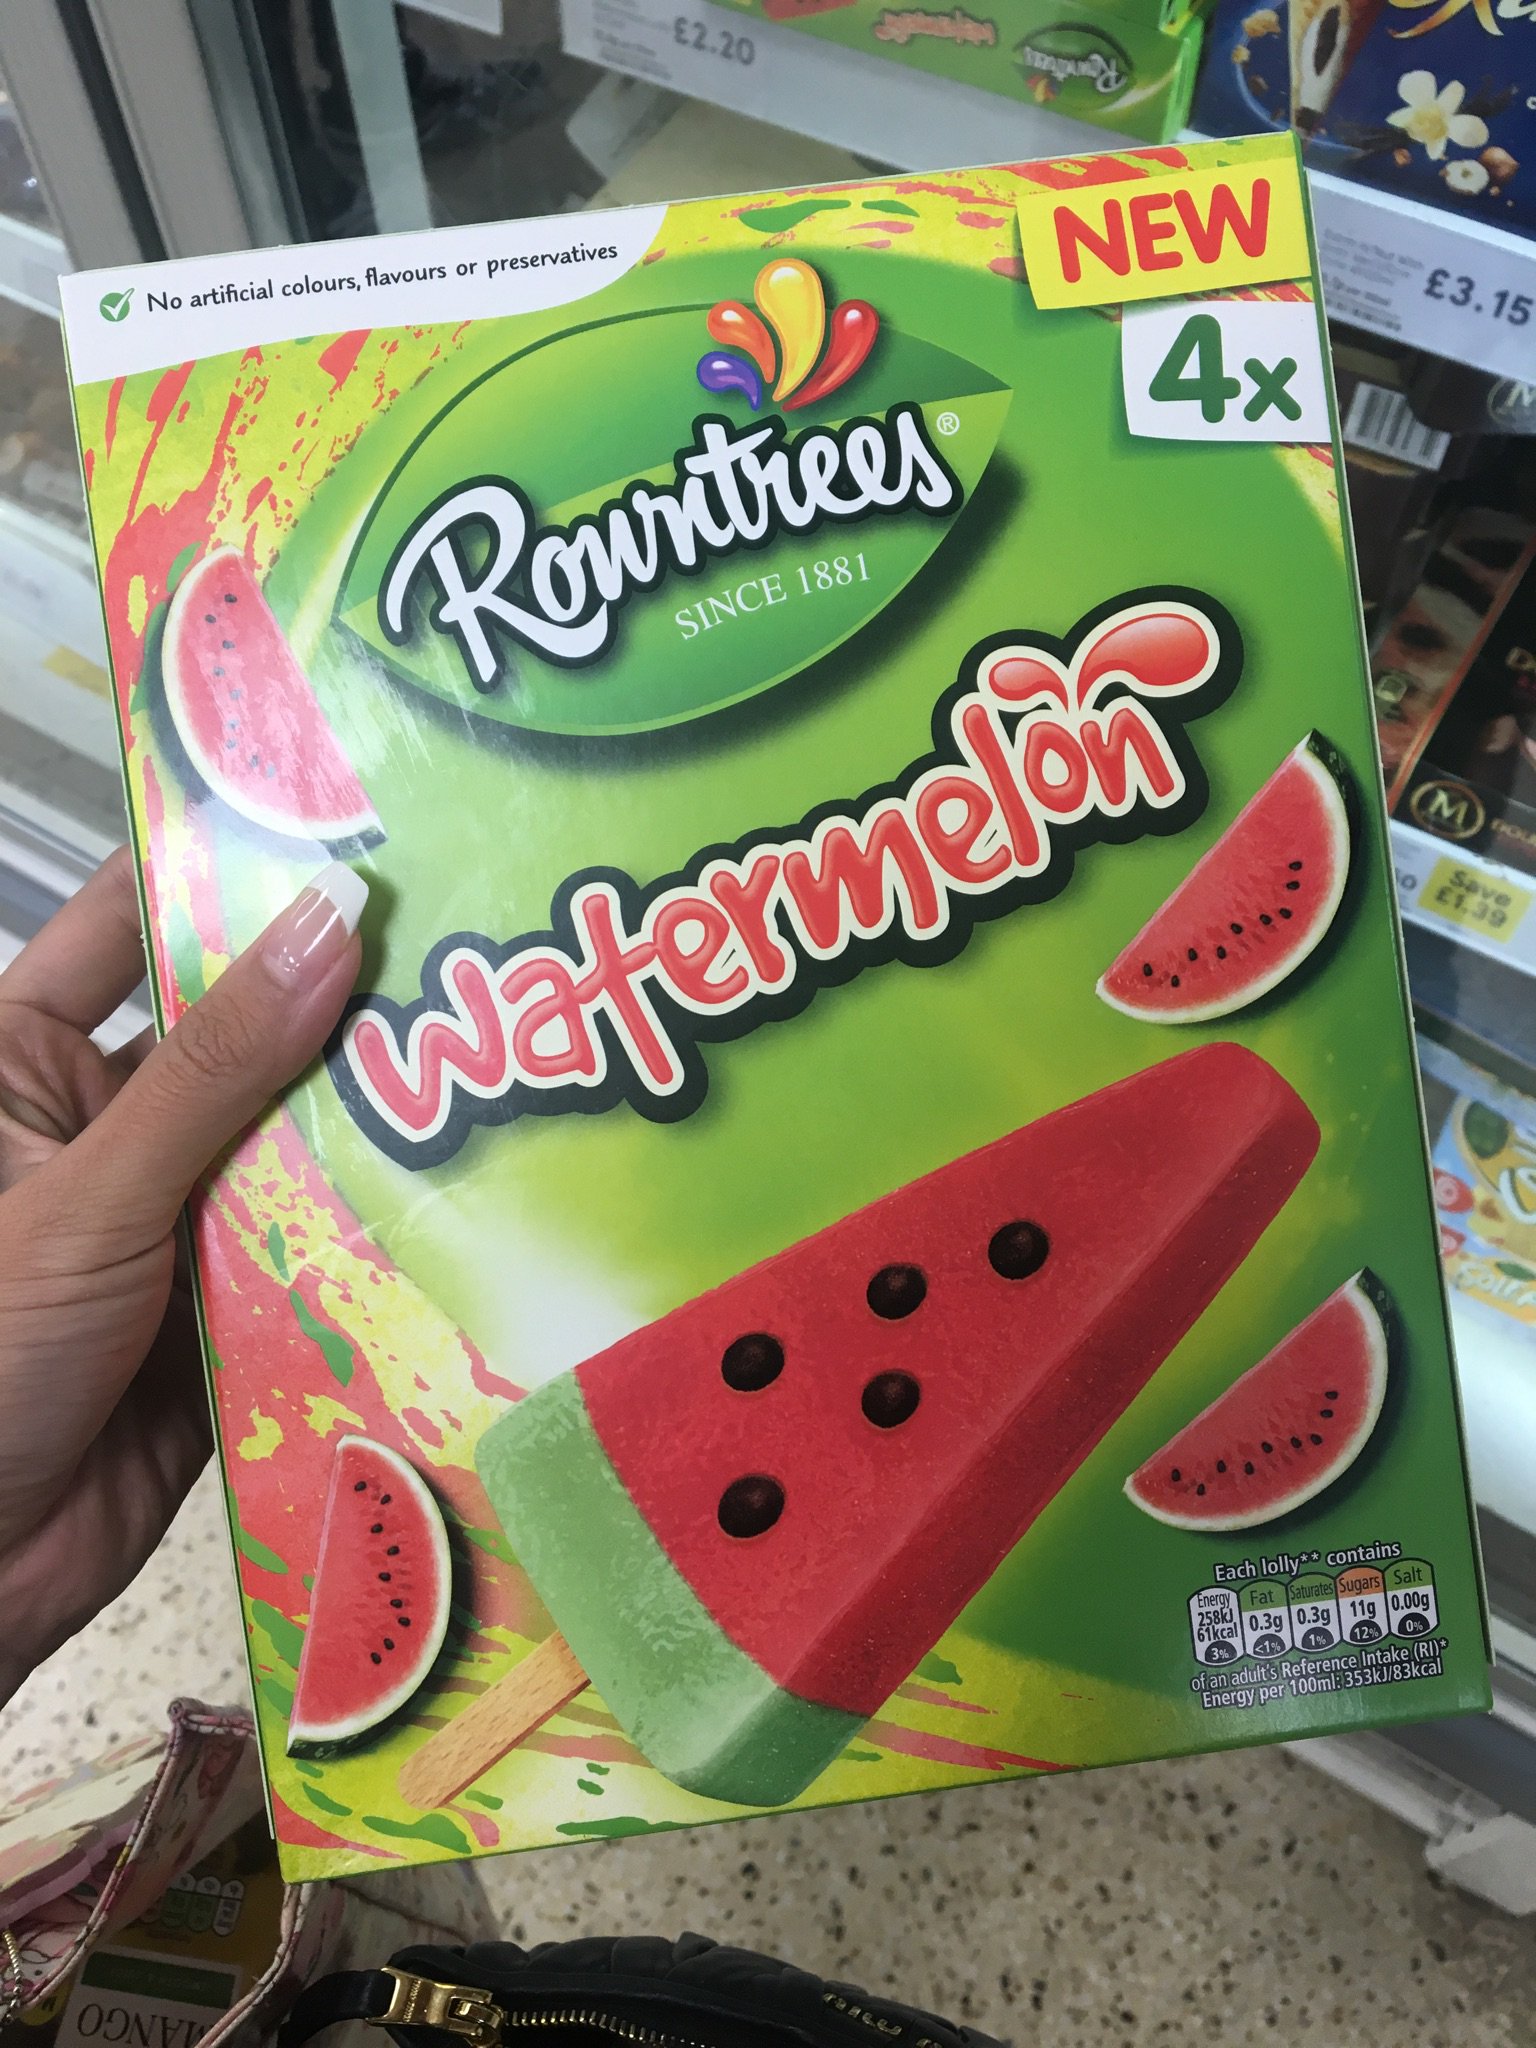 £2.20
Rowntrees
£3.15
No artificial colours, flavours or preservatives
NEW
4x
Rowntrees®
SINCE 1881
watermelon
M
Save
£1.39
Each lolly** contains
Energy
258kJ
61kcal
3%
Fat
0.3g
<1%
Saturates
0.3g
1%
Sugars
11g
12%
Salt
0.00g
0%
of an adult's Reference Intake (RI)*
Energy per 100ml: 353kJ/83kcal
MANGO